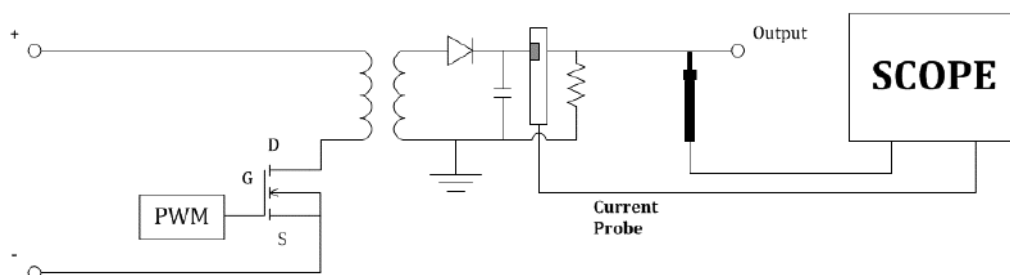 +
Output
SCOPE
D
G
PWM
S
Current
Probe
-